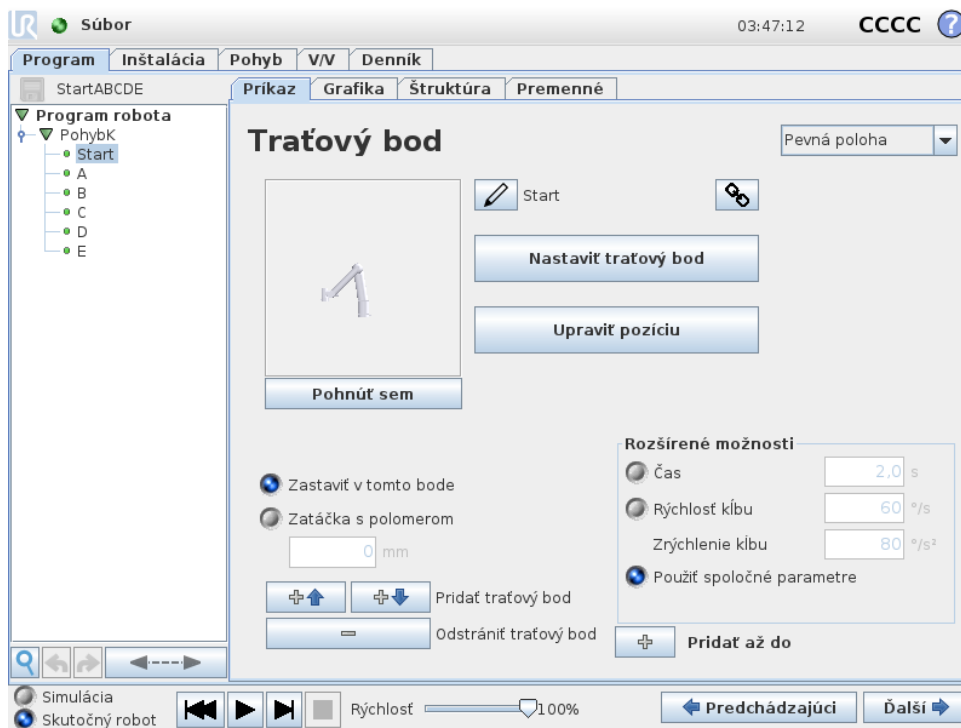 UR Súbor 03:47:12 CCCC ?
Program Inštalácia Pohyb V/V Denník
StartABCDE Príkaz Grafika Štruktúra Premenné
Program robota
PohybK
Start
A
B
C
D
E
Traťový bod Pevná poloha
Start
Nastaviť traťový bod
Upraviť pozíciu
Pohnúť sem
Rozšírené možnosti
Zastaviť v tomto bode
Čas 2,0 s
Zatáčka s polomerom
Rýchlosť kĺbu 60 °/s
0 mm
Zrýchlenie kĺbu 80 °/s²
Použiť spoločné parametre
Pridať traťový bod
Odstrániť traťový bod
Pridať až do
Simulácia
Skutočný robot
Rýchlosť 100%
Predchádzajúci Ďalší